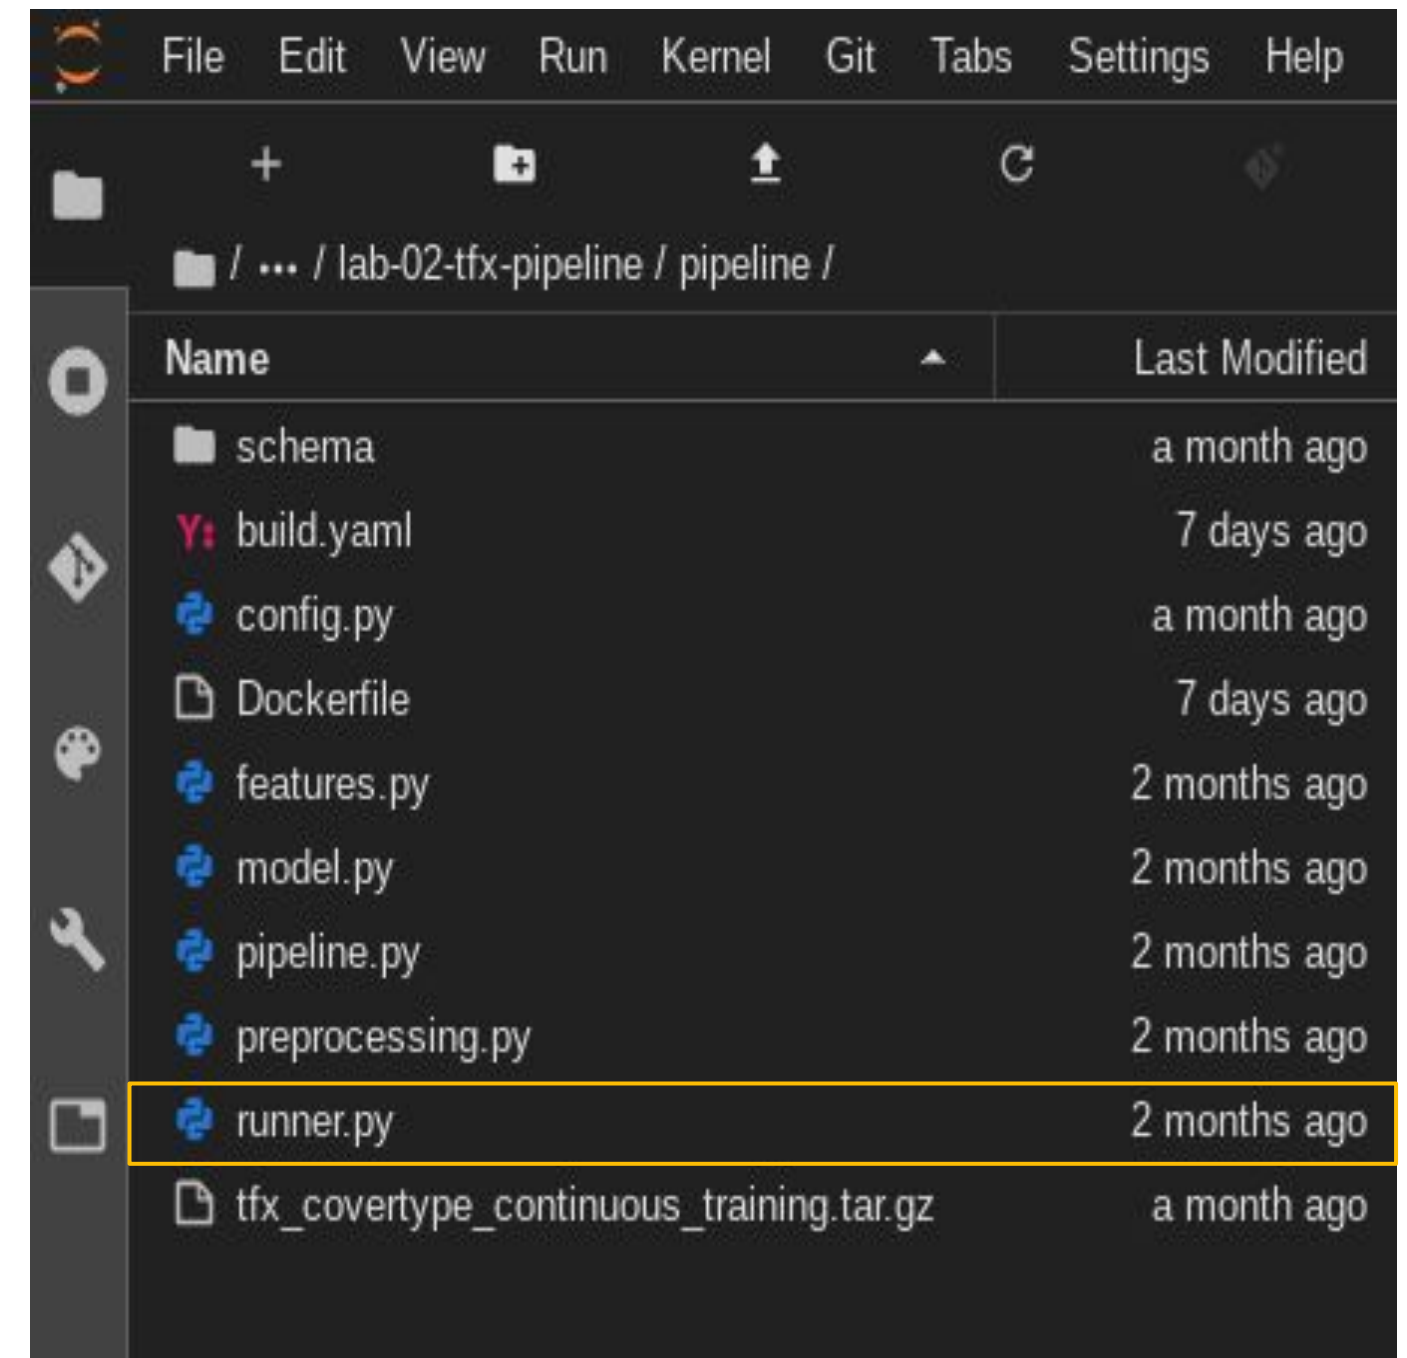 File Edit View Run Kernel Git Tabs Settings Help
/ ··· / lab-02-tfx-pipeline / pipeline /
Name Last Modified
schema a month ago
Y: build.yaml 7 days ago
config.py a month ago
Dockerfile 7 days ago
features.py 2 months ago
model.py 2 months ago
pipeline.py 2 months ago
preprocessing.py 2 months ago
runner.py 2 months ago
tfx_covertype_continuous_training.tar.gz a month ago